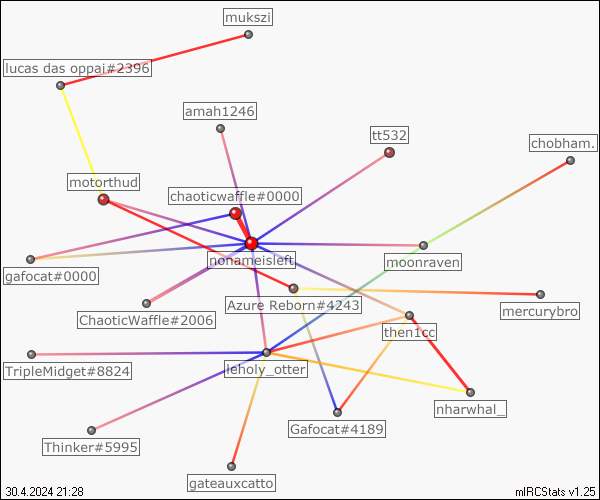 mukszi
lucas das oppai#2396
amah1246
tt532
chobham.
motorthud
chaoticwaffle#0000
nonameisleft
moonraven
gafocat#0000
Azure Reborn#4243
mercurybro
ChaoticWaffle#2006
then1cc
TripleMidget#8824
leholy_otter
nharwhal_
Gafocat#4189
Thinker#5995
gateauxcatto
30.4.2024 21:28
mIRCStats v1.25